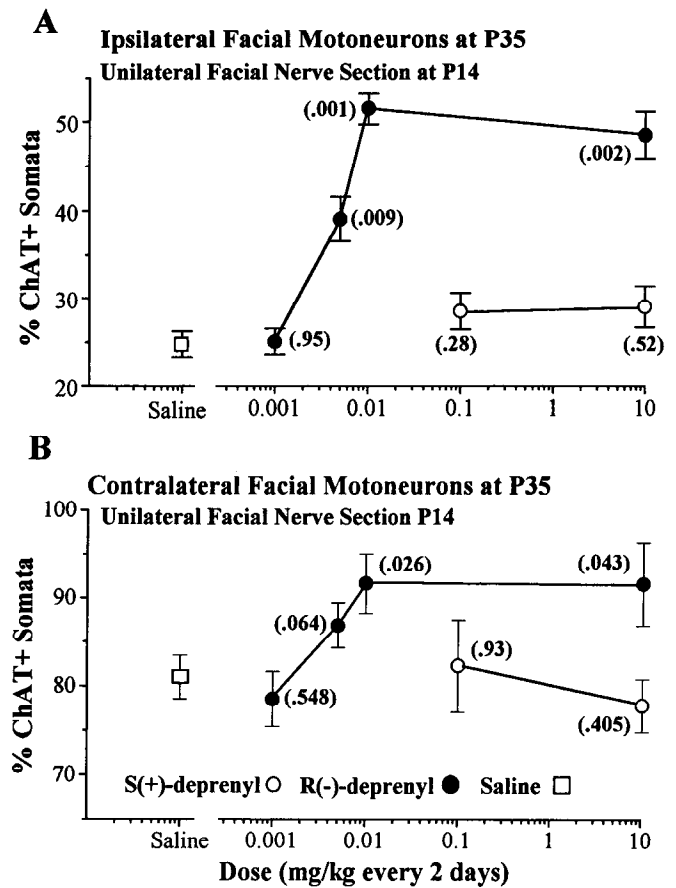 A
Ipsilateral Facial Motoneurons at P35
Unilateral Facial Nerve Section at P14
% ChAT+ Somata
50
40
30
20
(.001)
(.002)
(.009)
(.95)
(.28)
(.52)
Saline
0.001
0.01
0.1
1
10
B
Contralateral Facial Motoneurons at P35
Unilateral Facial Nerve Section P14
% ChAT+ Somata
100
90
80
70
(.026)
(.043)
(.064)
(.93)
(.548)
(.405)
S(+)-deprenyl R(-)-deprenyl Saline
Saline
0.001
0.01
0.1
1
10
Dose (mg/kg every 2 days)